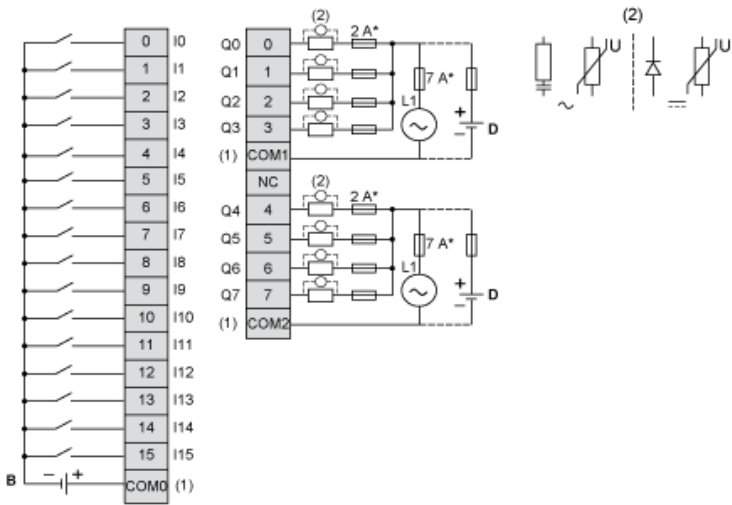 0 I0
1 I1
2 I2
3 I3
4 I4
5 I5
6 I6
7 I7
8 I8
9 I9
10 I10
11 I11
12 I12
13 I13
14 I14
15 I15
B − + COM0 (1)
(2)
Q0 0 2 A*
Q1 1
Q2 2 7 A*
L1
Q3 3 + − D
(1) COM1
NC (2)
Q4 4 2 A*
Q5 5 7 A*
Q6 6 L1
Q7 7 + − D
(1) COM2
(2)
U U